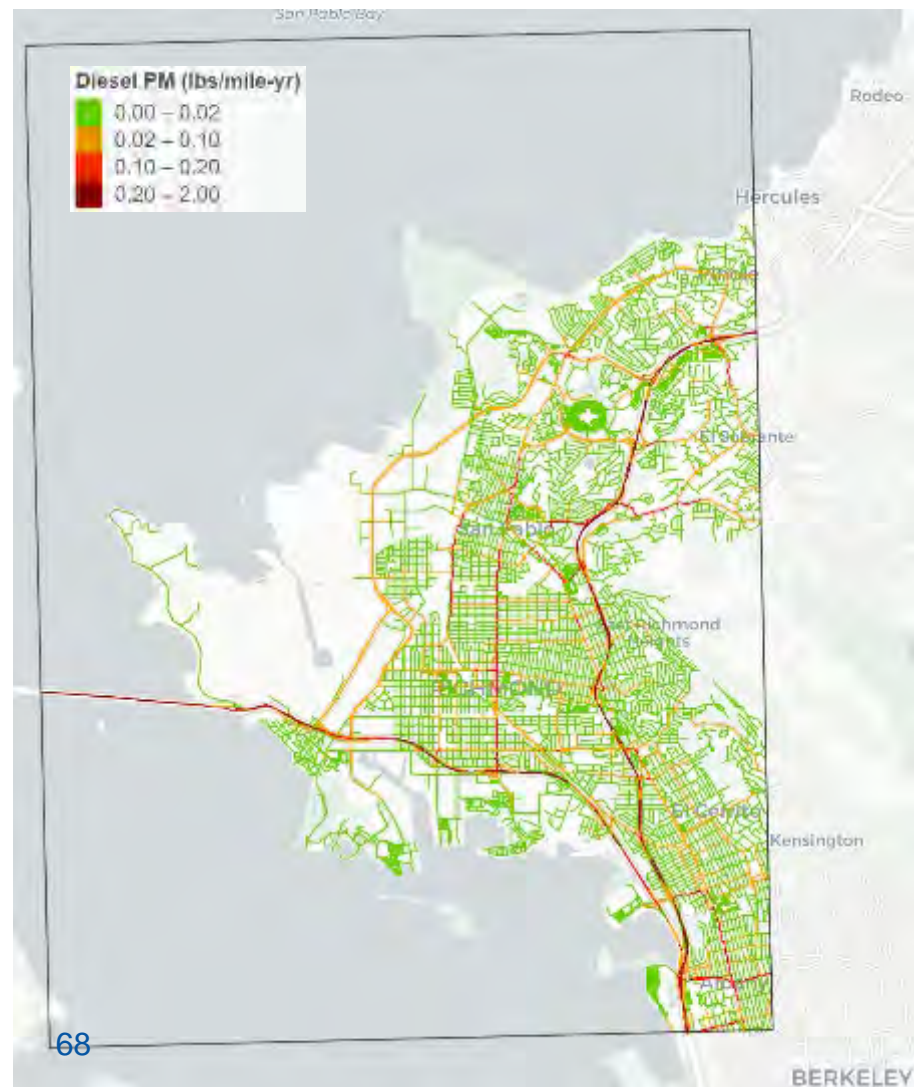 San Pablo Bay
Diesel PM (lbs/mile-yr)
0.00 – 0.02
0.02 – 0.10
0.10 – 0.20
0.20 – 2.00
Rodeo
Hercules
Pinole
El Sobrante
San Pablo
East Richmond
Heights
RICHMOND
El Cerrito
Kensington
Albany
68
BERKELEY